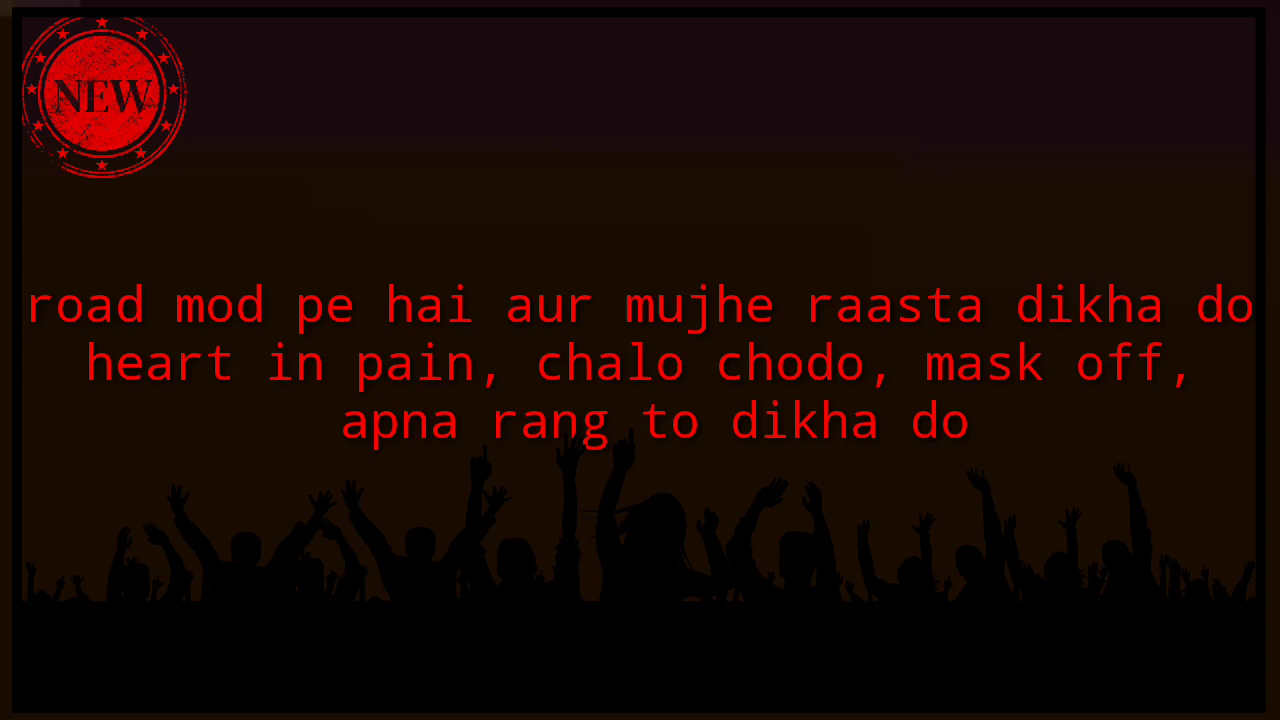 NEW
road mod pe hai aur mujhe raasta dikha do
heart in pain, chalo chodo, mask off,
apna rang to dikha do